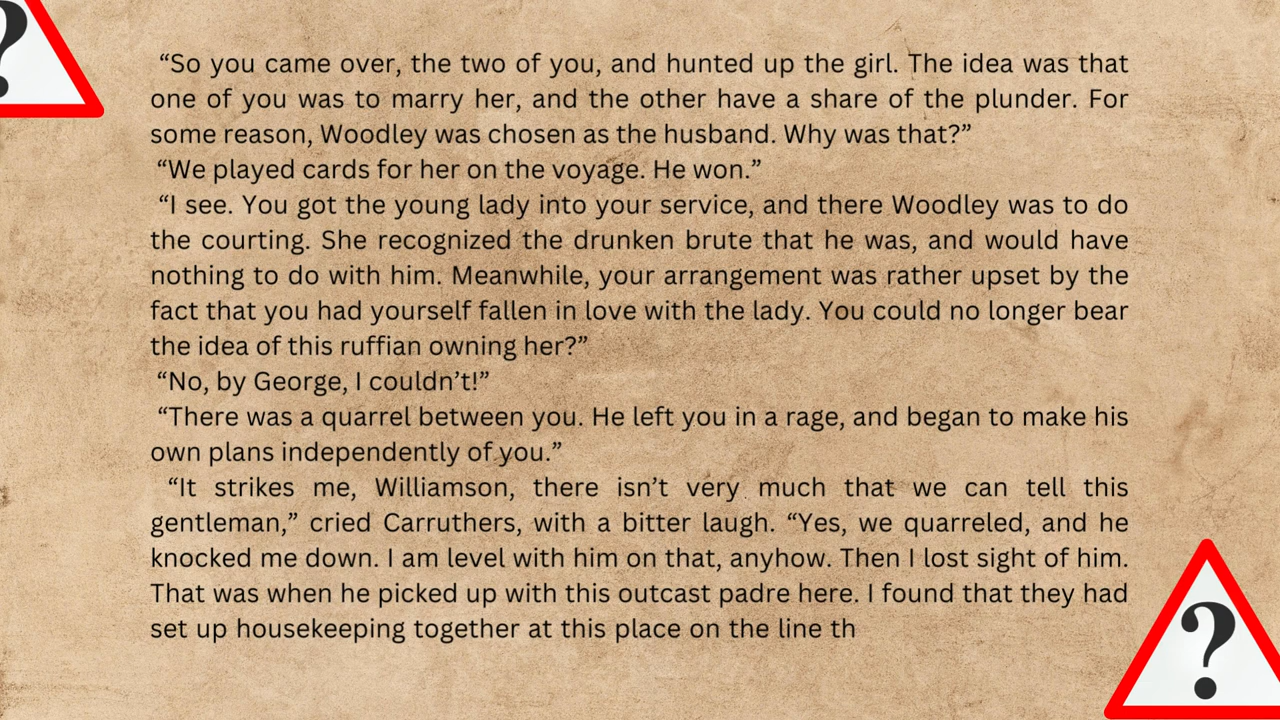 ?
“So you came over, the two of you, and hunted up the girl. The idea was that
one of you was to marry her, and the other have a share of the plunder. For
some reason, Woodley was chosen as the husband. Why was that?”
“We played cards for her on the voyage. He won.”
“I see. You got the young lady into your service, and there Woodley was to do
the courting. She recognized the drunken brute that he was, and would have
nothing to do with him. Meanwhile, your arrangement was rather upset by the
fact that you had yourself fallen in love with the lady. You could no longer bear
the idea of this ruffian owning her?”
“No, by George, I couldn’t!”
“There was a quarrel between you. He left you in a rage, and began to make his
own plans independently of you.”
“It strikes me, Williamson, there isn’t very much that we can tell this
gentleman,” cried Carruthers, with a bitter laugh. “Yes, we quarreled, and he
knocked me down. I am level with him on that, anyhow. Then I lost sight of him.
That was when he picked up with this outcast padre here. I found that they had
set up housekeeping together at this place on the line th
?